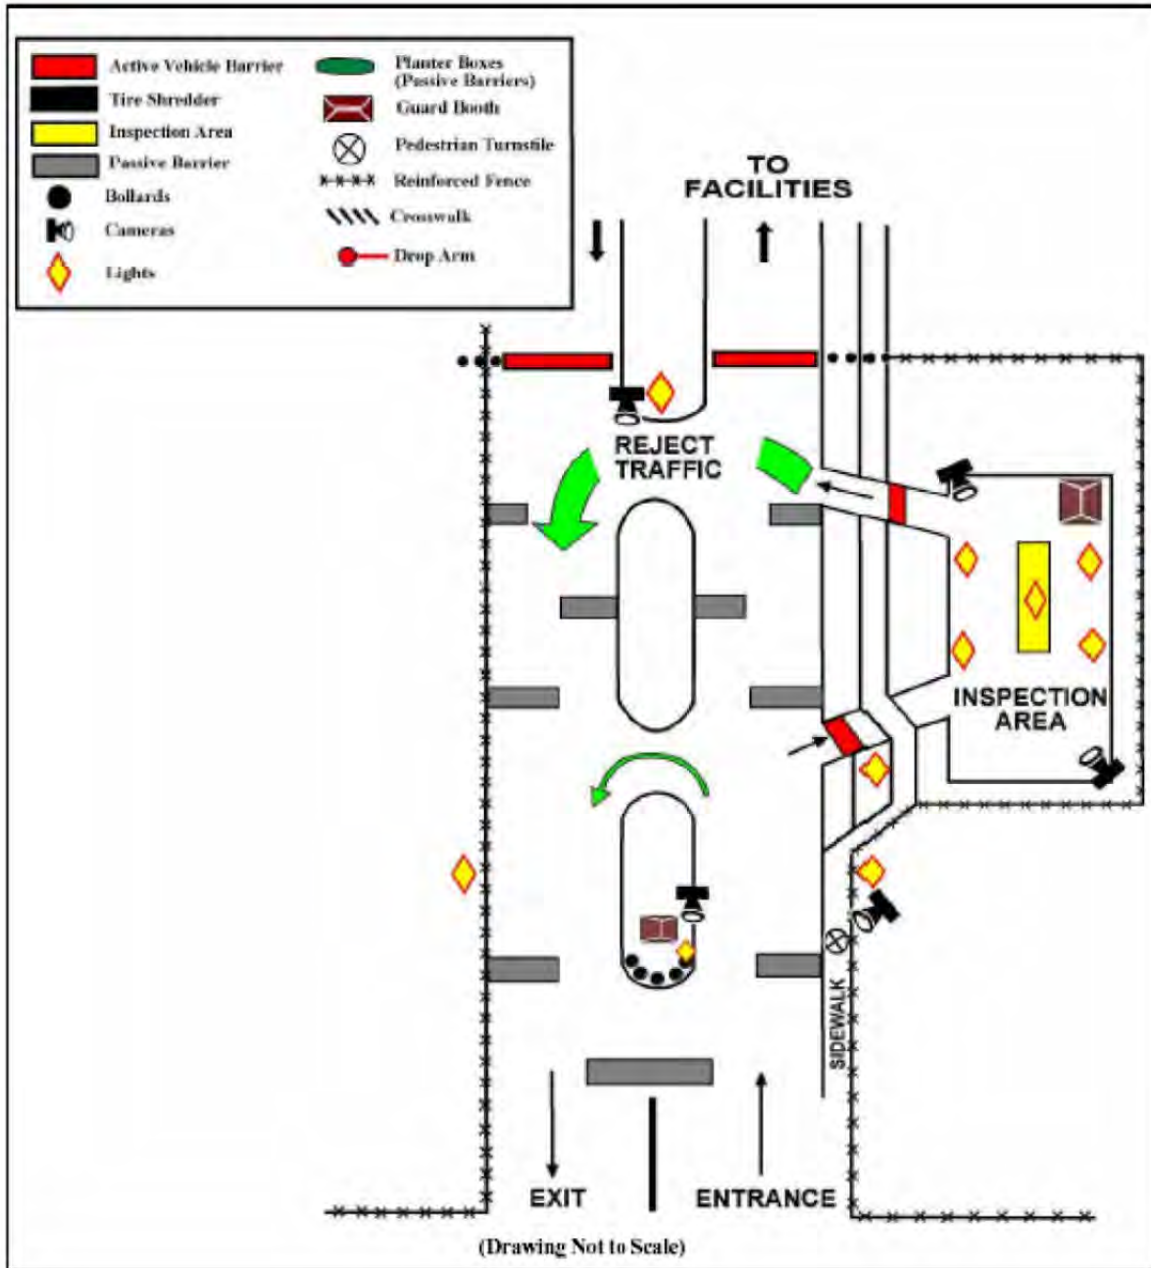 Active Vehicle Barrier
Tire Shredder
Inspection Area
Passive Barrier
Bollards
Cameras
Lights
Planter Boxes
(Passive Barriers)
Guard Booth
Pedestrian Turnstile
Reinforced Fence
Crosswalk
Drop Arm
TO
FACILITIES
REJECT
TRAFFIC
INSPECTION
AREA
SIDEWALK
EXIT
ENTRANCE
(Drawing Not to Scale)